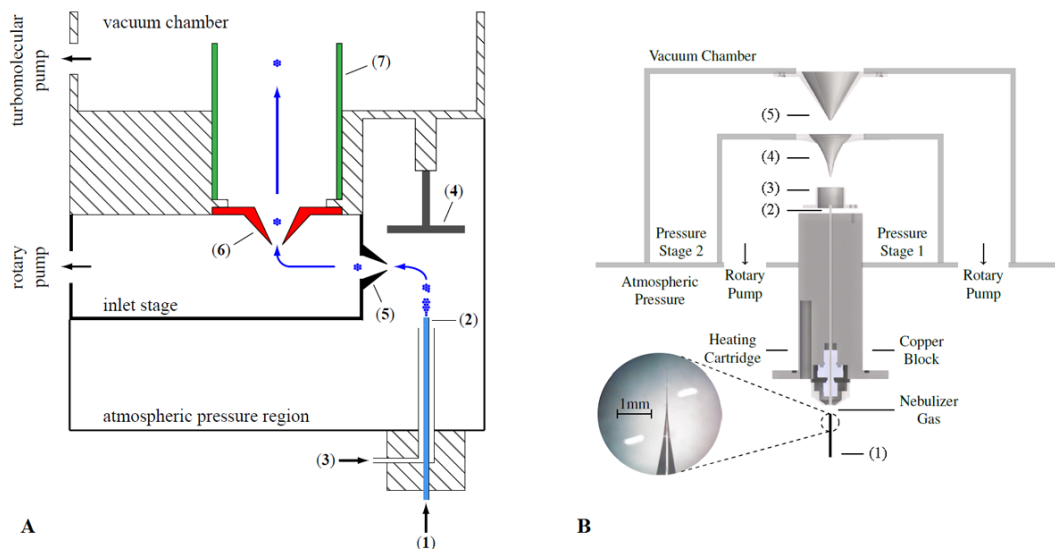 vacuum chamber
turbomolecular
pump
(7)
(4)
(6)
rotary
pump
inlet stage
(5)
(2)
atmospheric pressure region
(3)
A
(1)
Vacuum Chamber
(5)
(4)
(3)
(2)
Pressure
Stage 2
Pressure
Stage 1
Atmospheric
Pressure
Rotary
Pump
Rotary
Pump
Heating
Cartridge
Copper
Block
1mm
Nebulizer
Gas
(1)
B